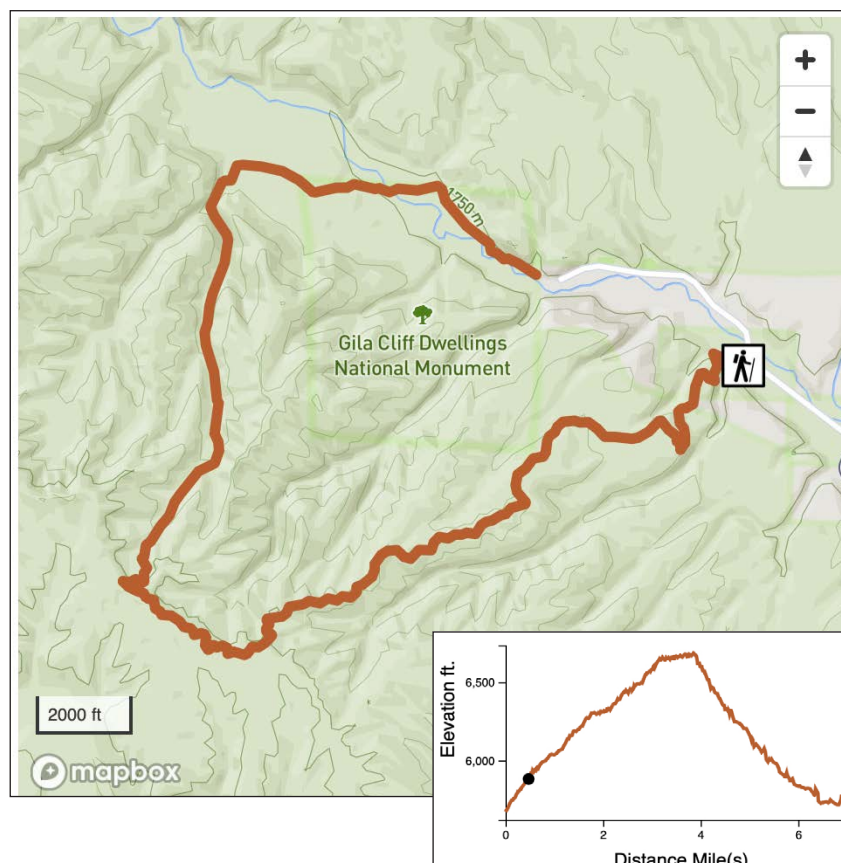 +
−
1750 m
Gila Cliff Dwellings
National Monument
2000 ft
mapbox
Elevation ft.
6,500
6,000
0
2
4
6
Distance Mile(s)